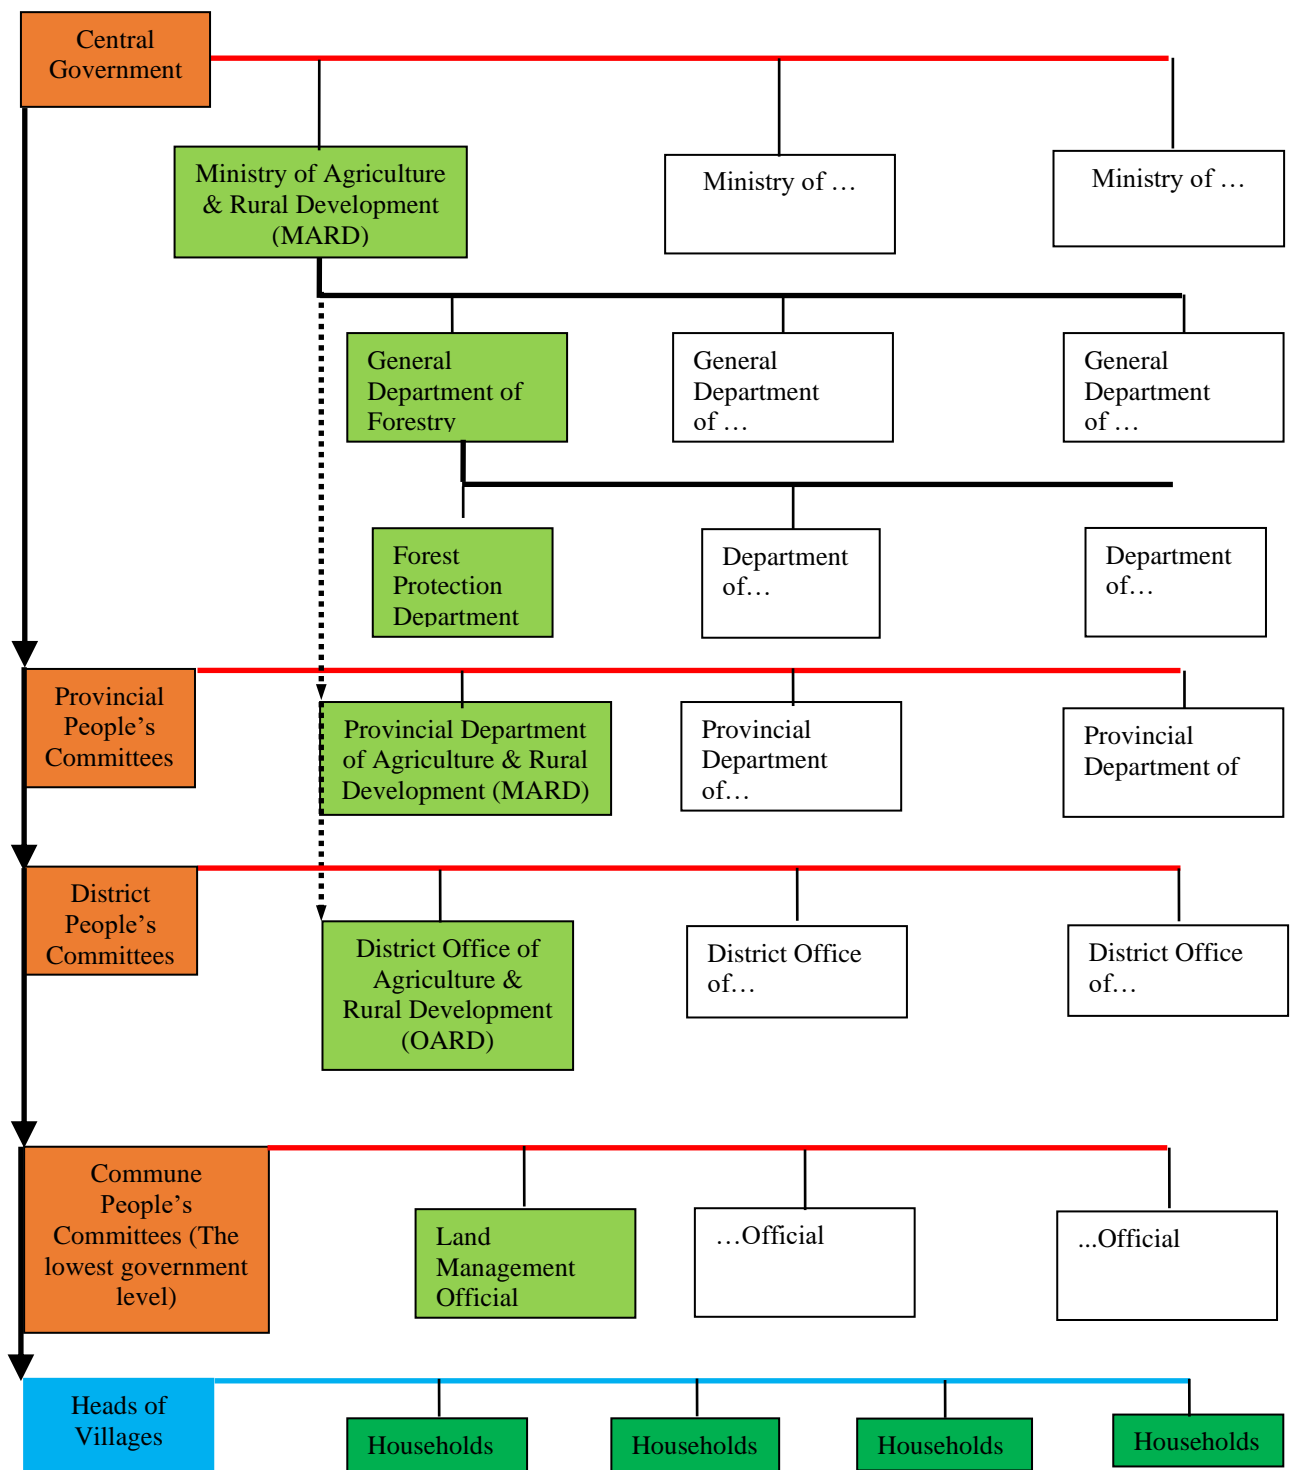 Central
Government
Ministry of Agriculture
& Rural Development
(MARD)
Ministry of …
Ministry of …
General
Department of
Forestry
General
Department
of …
General
Department
of …
Forest
Protection
Department
Department
of…
Department
of…
Provincial
People’s
Committees
Provincial Department
of Agriculture & Rural
Development (MARD)
Provincial
Department
of…
Provincial
Department of
District
People’s
Committees
District Office of
Agriculture &
Rural Development
(OARD)
District Office
of…
District Office
of…
Commune
People’s
Committees (The
lowest government
level)
Land
Management
Official
…Official
...Official
Heads of
Villages
Households
Households
Households
Households